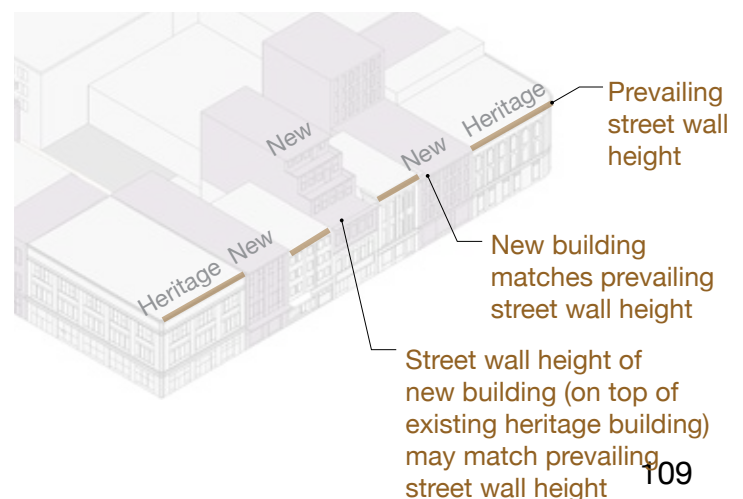 Heritage
New
New
New
Heritage
Prevailing
street wall
height
New building
matches prevailing
street wall height
Street wall height of
new building (on top of
existing heritage building)
may match prevailing
street wall height
109